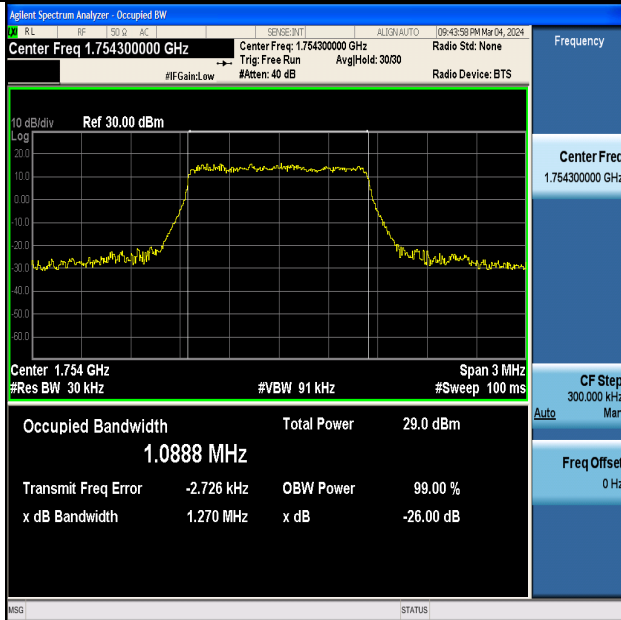 Agilent Spectrum Analyzer - Occupied BW
LXI RL RF 50 Ω AC SENSE:INT ALIGN AUTO 09:43:58 PM Mar 04, 2024
Center Freq 1.754300000 GHz
Center Freq: 1.754300000 GHz
Radio Std: None
Trig: Free Run
Avg|Hold: 30/30
#IFGain:Low
#Atten: 40 dB
Radio Device: BTS
10 dB/div
Ref 30.00 dBm
Log
20.0
10.0
0.00
-10.0
-20.0
-30.0
-40.0
-50.0
-60.0
Center 1.754 GHz
Span 3 MHz
#Res BW 30 kHz
#VBW 91 kHz
#Sweep 100 ms
Occupied Bandwidth
Total Power 29.0 dBm
1.0888 MHz
Transmit Freq Error -2.726 kHz OBW Power 99.00 %
x dB Bandwidth 1.270 MHz x dB -26.00 dB
Frequency
Center Freq
1.754300000 GHz
CF Step
300.000 kHz
Auto Man
Freq Offset
0 Hz
MSG
STATUS